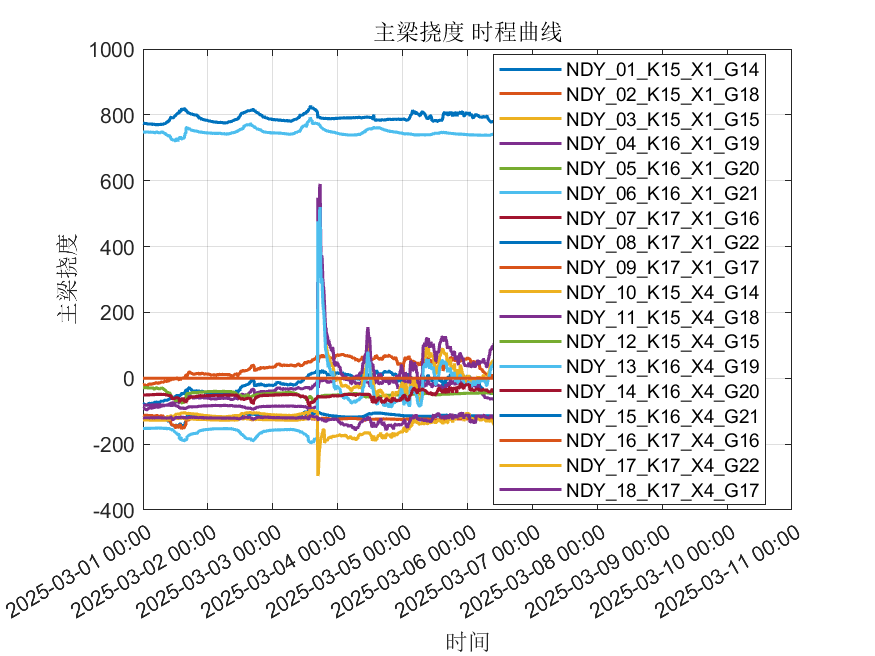 主梁挠度 时程曲线
主梁挠度
1000
800
600
400
200
0
-200
-400
NDY_01_K15_X1_G14
NDY_02_K15_X1_G18
NDY_03_K15_X1_G15
NDY_04_K16_X1_G19
NDY_05_K16_X1_G20
NDY_06_K16_X1_G21
NDY_07_K17_X1_G16
NDY_08_K17_X1_G22
NDY_09_K17_X1_G17
NDY_10_K15_X4_G14
NDY_11_K15_X4_G18
NDY_12_K15_X4_G15
NDY_13_K16_X4_G19
NDY_14_K16_X4_G20
NDY_15_K16_X4_G21
NDY_16_K17_X4_G16
NDY_17_K17_X4_G22
NDY_18_K17_X4_G17
2025-03-01 00:00
2025-03-02 00:00
2025-03-03 00:00
2025-03-04 00:00
2025-03-05 00:00
2025-03-06 00:00
2025-03-07 00:00
2025-03-08 00:00
2025-03-09 00:00
2025-03-10 00:00
2025-03-11 00:00
时间